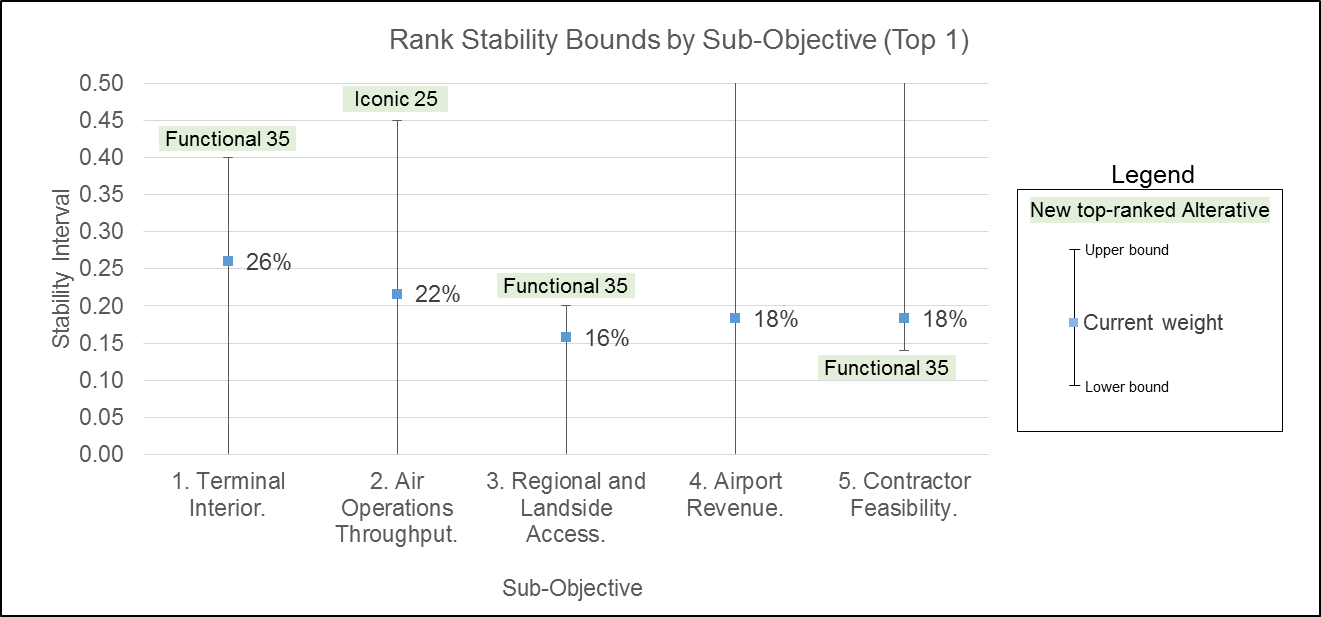 Rank Stability Bounds by Sub-Objective (Top 1)
Stability Interval
0.50
0.45
0.40
0.35
0.30
0.25
0.20
0.15
0.10
0.05
0.00
Functional 35
26%
Iconic 25
22%
Functional 35
16%
18%
18%
Functional 35
1. Terminal
Interior.
2. Air
Operations
Throughput.
3. Regional and
Landside
Access.
4. Airport
Revenue.
5. Contractor
Feasibility.
Sub-Objective
Legend
New top-ranked Alterative
Upper bound
Current weight
Lower bound